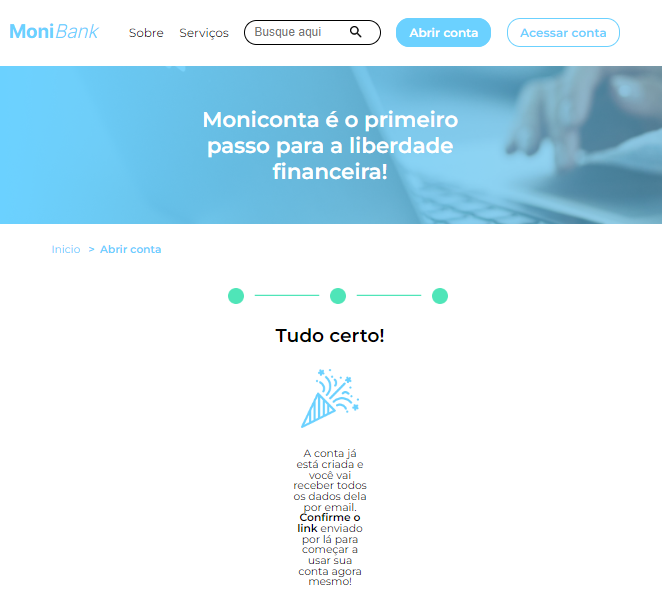 MoniBank
Sobre
Serviços
Busque aqui
Abrir conta
Acessar conta
Moniconta é o primeiro
passo para a liberdade
financeira!
Inicio > Abrir conta
Tudo certo!
A conta já
está criada e
você vai
receber todos
os dados dela
por email.
Confirme o
link enviado
por lá para
começar a
usar sua
conta agora
mesmo!